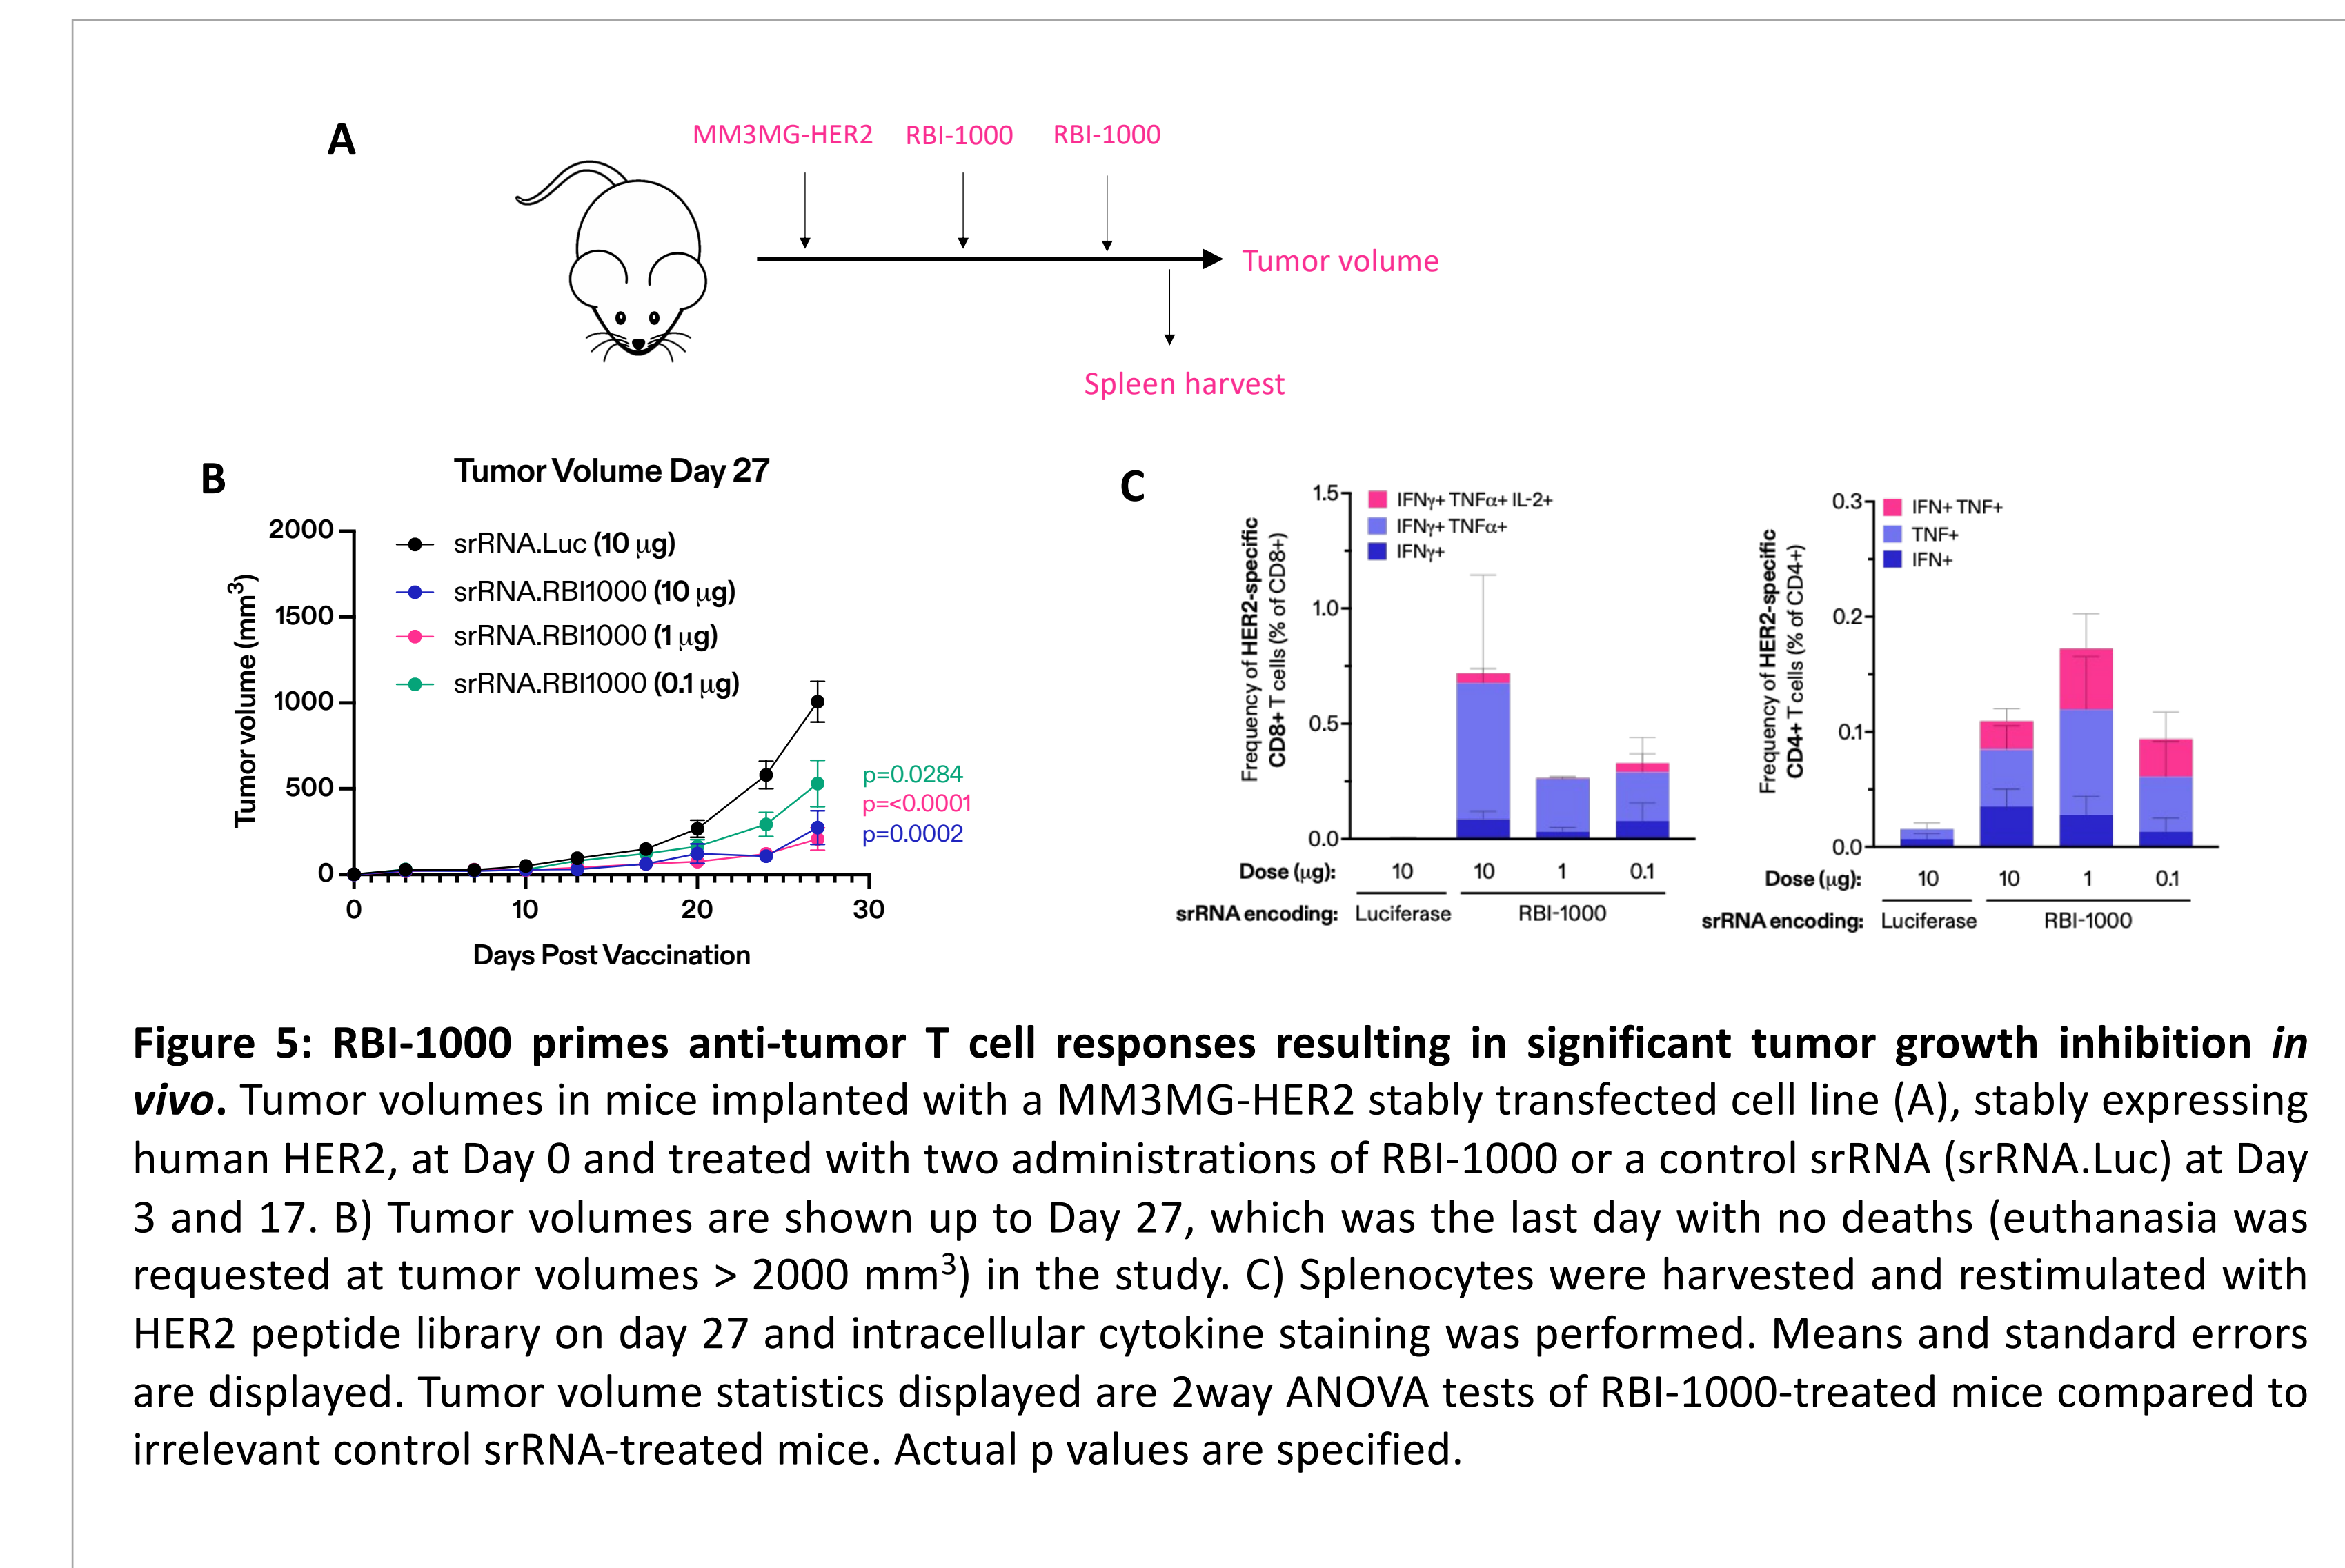 A
MM3MG-HER2
RBI-1000
RBI-1000
Tumor volume
Spleen harvest
B
Tumor Volume Day 27
Tumor volume (mm³)
2000
1500
1000
500
0
srRNA.Luc (10 µg)
srRNA.RBI1000 (10 µg)
srRNA.RBI1000 (1 µg)
srRNA.RBI1000 (0.1 µg)
p=0.0284
p=<0.0001
p=0.0002
0 10 20 30
Days Post Vaccination
C
Frequency of HER2-specific
CD8+ T cells (% of CD8+)
1.5
1.0
0.5
0.0
IFNγ+ TNFα+ IL-2+
IFNγ+ TNFα+
IFNγ+
Dose (µg): 10 10 1 0.1
srRNA encoding: Luciferase RBI-1000
Frequency of HER2-specific
CD4+ T cells (% of CD4+)
0.3
0.2
0.1
0.0
IFN+ TNF+
TNF+
IFN+
Dose (µg): 10 10 1 0.1
srRNA encoding: Luciferase RBI-1000
Figure 5: RBI-1000 primes anti-tumor T cell responses resulting in significant tumor growth inhibition in
vivo. Tumor volumes in mice implanted with a MM3MG-HER2 stably transfected cell line (A), stably expressing
human HER2, at Day 0 and treated with two administrations of RBI-1000 or a control srRNA (srRNA.Luc) at Day
3 and 17. B) Tumor volumes are shown up to Day 27, which was the last day with no deaths (euthanasia was
requested at tumor volumes > 2000 mm³) in the study. C) Splenocytes were harvested and restimulated with
HER2 peptide library on day 27 and intracellular cytokine staining was performed. Means and standard errors
are displayed. Tumor volume statistics displayed are 2way ANOVA tests of RBI-1000-treated mice compared to
irrelevant control srRNA-treated mice. Actual p values are specified.